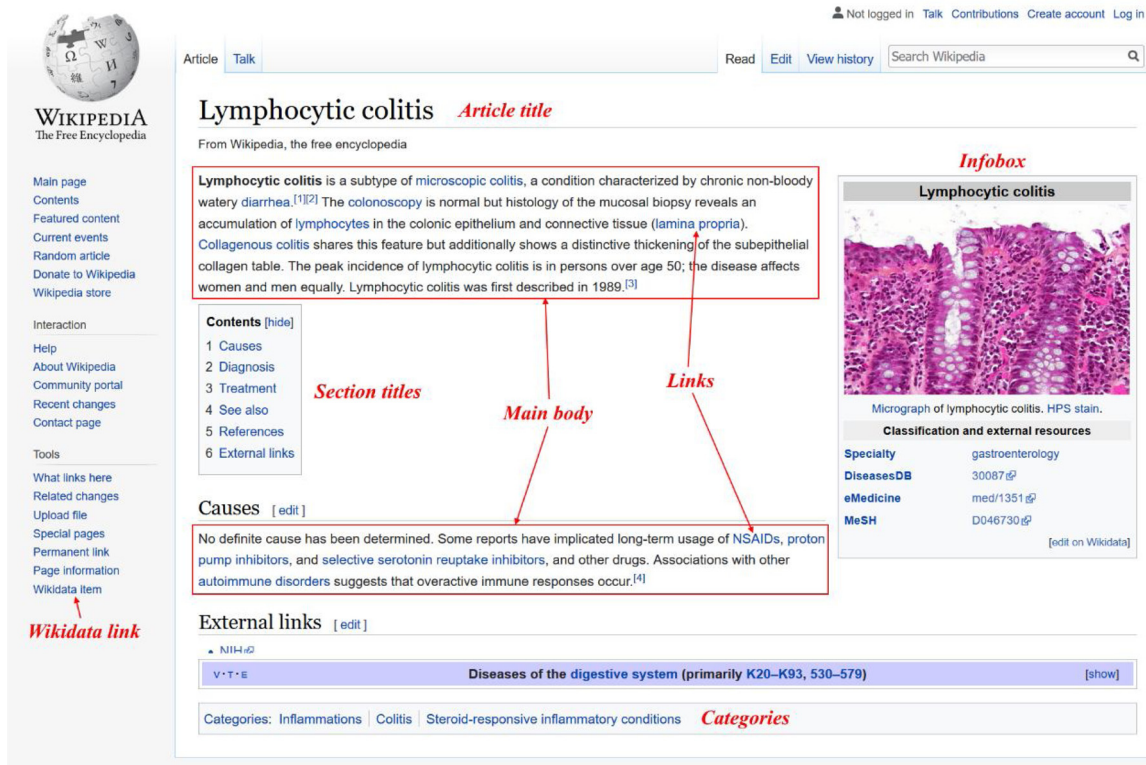 Not logged in Talk Contributions Create account Log in
WIKIPEDIA
The Free Encyclopedia
Article Talk
Read Edit View history Search Wikipedia
Main page
Contents
Featured content
Current events
Random article
Donate to Wikipedia
Wikipedia store
Interaction
Help
About Wikipedia
Community portal
Recent changes
Contact page
Tools
What links here
Related changes
Upload file
Special pages
Permanent link
Page information
Wikidata item
Wikidata link
Lymphocytic colitis Article title
From Wikipedia, the free encyclopedia
Lymphocytic colitis is a subtype of microscopic colitis, a condition characterized by chronic non-bloody
watery diarrhea.[1][2] The colonoscopy is normal but histology of the mucosal biopsy reveals an
accumulation of lymphocytes in the colonic epithelium and connective tissue (lamina propria).
Collagenous colitis shares this feature but additionally shows a distinctive thickening of the subepithelial
collagen table. The peak incidence of lymphocytic colitis is in persons over age 50; the disease affects
women and men equally. Lymphocytic colitis was first described in 1989.[3]
Contents [hide]
1 Causes
2 Diagnosis
3 Treatment
4 See also
5 References
6 External links
Section titles
Main body
Links
Infobox
Lymphocytic colitis
Micrograph of lymphocytic colitis. HPS stain.
Classification and external resources
Specialty gastroenterology
DiseasesDB 30087
eMedicine med/1351
MeSH D046730
[edit on Wikidata]
Causes [edit]
No definite cause has been determined. Some reports have implicated long-term usage of NSAIDs, proton
pump inhibitors, and selective serotonin reuptake inhibitors, and other drugs. Associations with other
autoimmune disorders suggests that overactive immune responses occur.[4]
External links [edit]
• NIH
V·T·E Diseases of the digestive system (primarily K20–K93, 530–579) [show]
Categories: Inflammations | Colitis | Steroid-responsive inflammatory conditions Categories